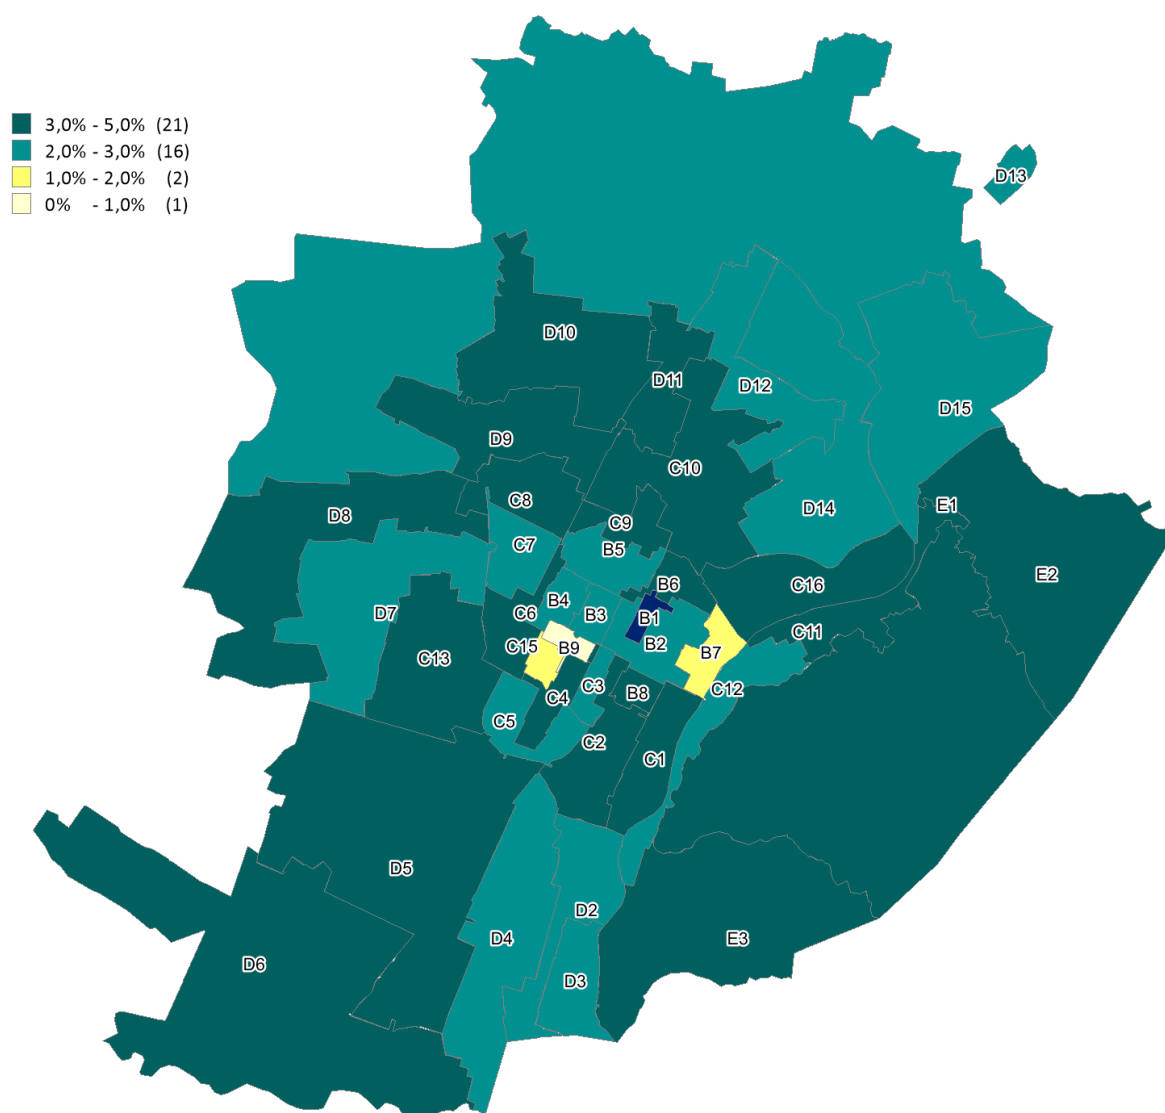 3,0% - 5,0% (21)
2,0% - 3,0% (16)
1,0% - 2,0% (2)
0% - 1,0% (1)
D13
D10
D11
D12
D15
D9
C10
C8
D8
D14
E1
C9
C7
B5
E2
B6
C16
B4
B3
D7
C6
B1
C11
B2
C15
B9
B7
C13
C3
C12
B8
C4
C5
C2
C1
D5
D2
D4
E3
D6
D3